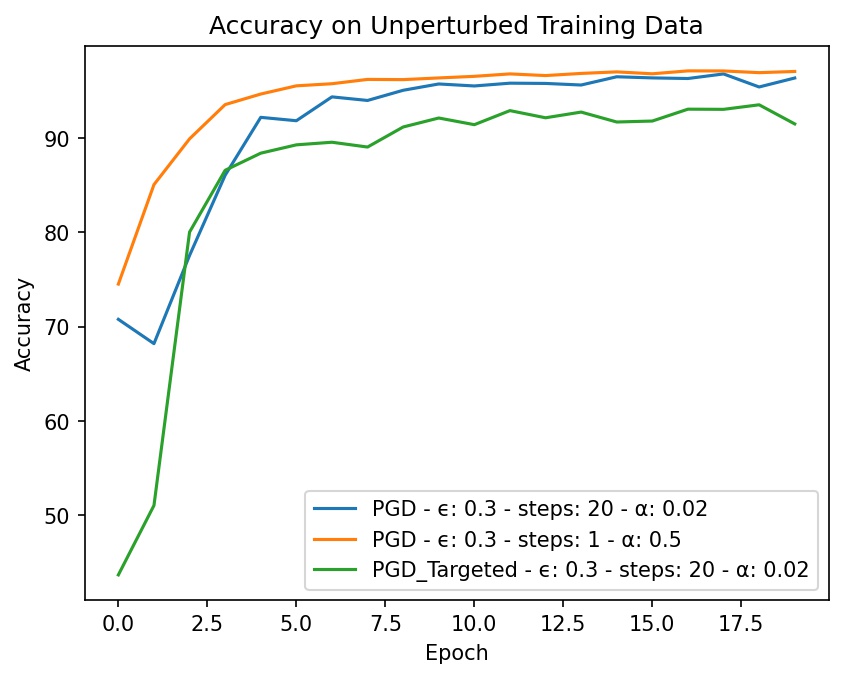 Accuracy on Unperturbed Training Data
Accuracy
90
80
70
60
50
PGD - ϵ: 0.3 - steps: 20 - α: 0.02
PGD - ϵ: 0.3 - steps: 1 - α: 0.5
PGD_Targeted - ϵ: 0.3 - steps: 20 - α: 0.02
0.0 2.5 5.0 7.5 10.0 12.5 15.0 17.5
Epoch